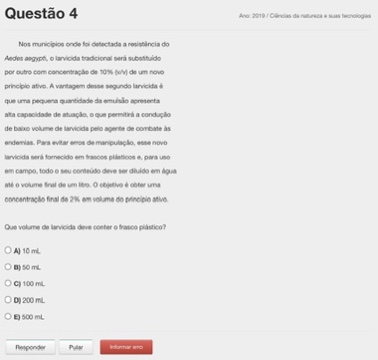 Questão 4
Ano: 2019 / Ciências da natureza e suas tecnologias
Nos municípios onde foi detectada a resistência do
Aedes aegypti, o larvicida tradicional será substituído
por outro com concentração de 10% (v/v) de um novo
princípio ativo. A vantagem desse segundo larvicida é
que uma pequena quantidade da emulsão apresenta
alta capacidade de atuação, o que permitirá a condução
de baixo volume de larvicida pelo agente de combate às
endemias. Para evitar erros de manipulação, esse novo
larvicida será fornecido em frascos plásticos e, para uso
em campo, todo o seu conteúdo deve ser diluído em água
até o volume final de um litro. O objetivo é obter uma
concentração final de 2% em volume do princípio ativo.
Que volume de larvicida deve conter o frasco plástico?
A) 10 mL
B) 50 mL
C) 100 mL
D) 200 mL
E) 500 mL
Responder Pular Informar erro